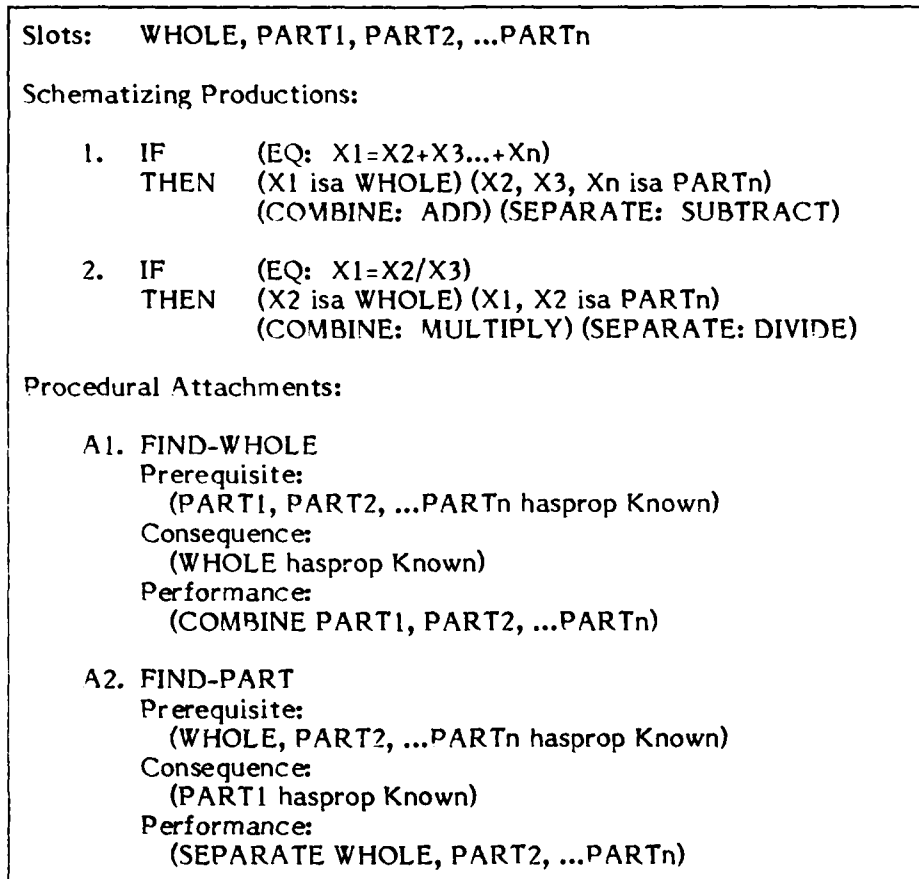 Slots: WHOLE, PART1, PART2, ...PARTn
Schematizing Productions:
1. IF (EQ: X1=X2+X3...+Xn)
THEN (X1 isa WHOLE) (X2, X3, Xn isa PARTn)
(COMBINE: ADD) (SEPARATE: SUBTRACT)
2. IF (EQ: X1=X2/X3)
THEN (X2 isa WHOLE) (X1, X2 isa PARTn)
(COMBINE: MULTIPLY) (SEPARATE: DIVIDE)
Procedural Attachments:
A1. FIND-WHOLE
Prerequisite:
(PART1, PART2, ...PARTn hasprop Known)
Consequence:
(WHOLE hasprop Known)
Performance:
(COMBINE PART1, PART2, ...PARTn)
A2. FIND-PART
Prerequisite:
(WHOLE, PART2, ...PARTn hasprop Known)
Consequence:
(PART1 hasprop Known)
Performance:
(SEPARATE WHOLE, PART2, ...PARTn)